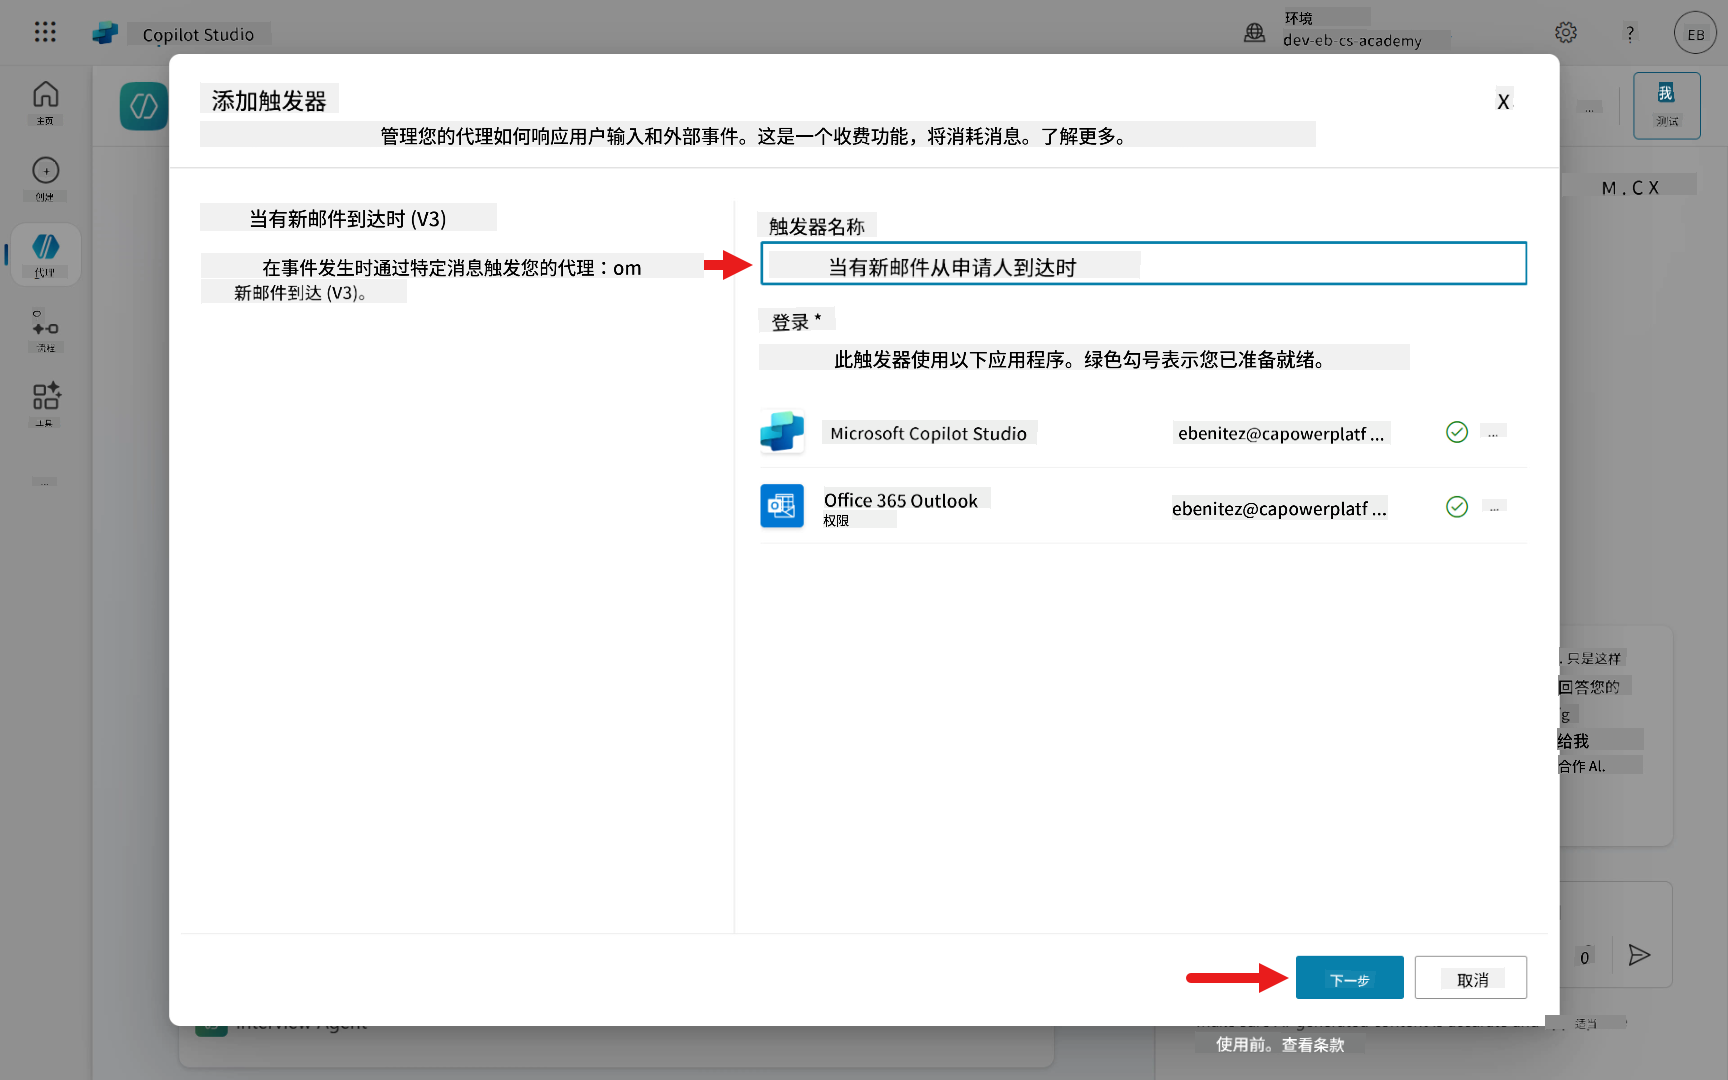 Copilot Studio
环境
dev-eb-cs-academy
?
EB
主页
创建
代理
流程
工具
...
添加触发器
X
管理您的代理如何响应用户输入和外部事件。这是一个收费功能，将消耗消息。了解更多。
当有新邮件到达时 (V3)
在事件发生时通过特定消息触发您的代理：om
新邮件到达 (V3)。
触发器名称
当有新邮件从申请人到达时
登录 *
此触发器使用以下应用程序。绿色勾号表示您已准备就绪。
Microsoft Copilot Studio
ebenitez@capowerplatf ...
...
Office 365 Outlook
权限
ebenitez@capowerplatf ...
...
下一步
取消
...
我
测试
M . C X
. 只是这样
回答您的
g
给我
合作 Al.
0
Interview Agent
适当
使用前。查看条款